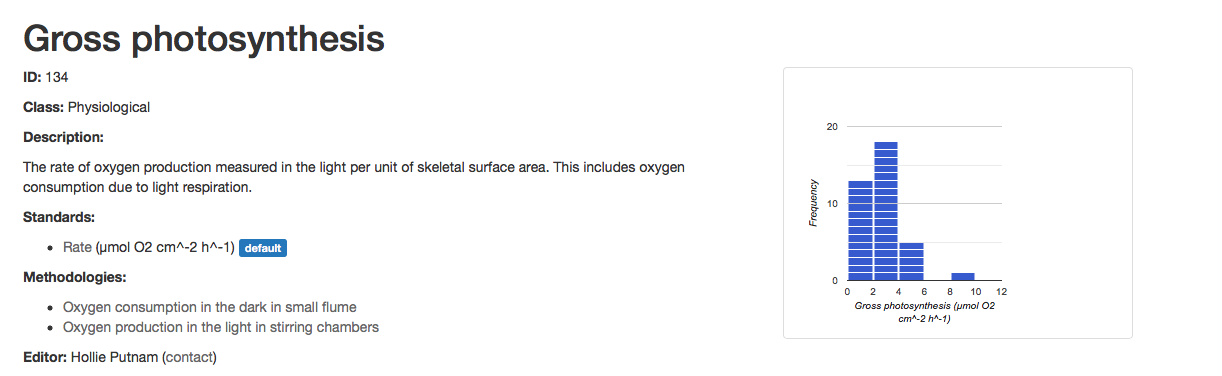 Gross photosynthesis
ID: 134
Class: Physiological
Description:
The rate of oxygen production measured in the light per unit of skeletal surface area. This includes oxygen
consumption due to light respiration.
Standards:
Rate (µmol O2 cm^-2 h^-1) default
Methodologies:
Oxygen consumption in the dark in small flume
Oxygen production in the light in stirring chambers
Editor: Hollie Putnam (contact)
20
10
0
Frequency
0 2 4 6 8 10 12
Gross photosynthesis (µmol O2
cm^-2 h^-1)